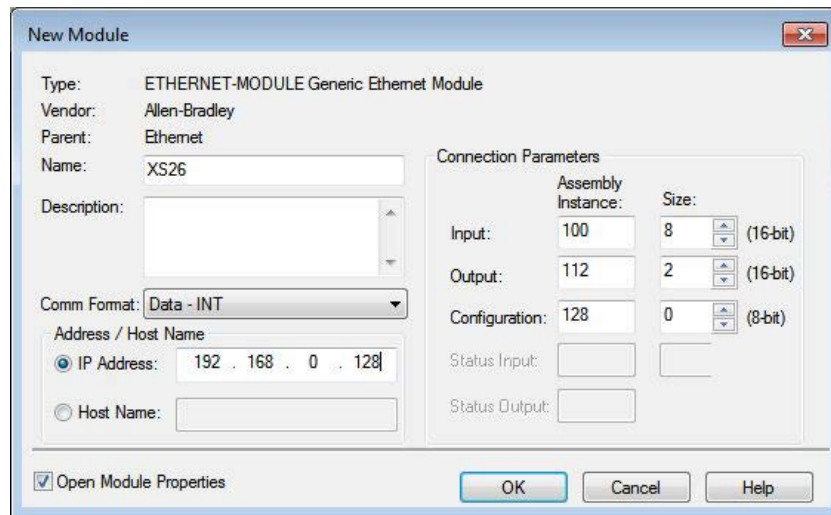 New Module
Type: ETHERNET-MODULE Generic Ethernet Module
Vendor: Allen-Bradley
Parent: Ethernet
Name: XS26
Description:
Comm Format: Data - INT
Address / Host Name
IP Address: 192 . 168 . 0 . 128
Host Name:
Connection Parameters
Assembly
Instance: Size:
Input: 100 8 (16-bit)
Output: 112 2 (16-bit)
Configuration: 128 0 (8-bit)
Status Input:
Status Output:
Open Module Properties
OK Cancel Help